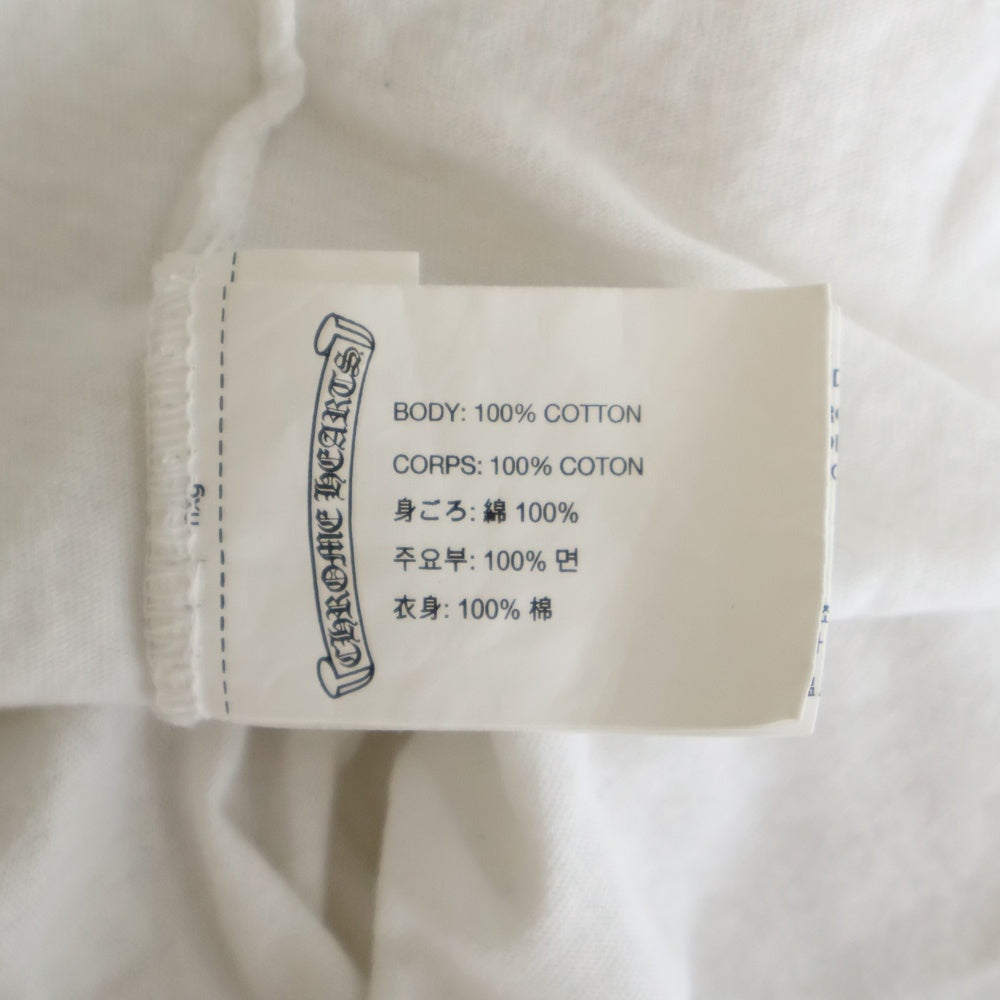 CHROME HEARTS
BODY: 100% COTTON
CORPS: 100% COTON
身ごろ: 綿 100%
주요부: 100% 면
衣身: 100% 棉